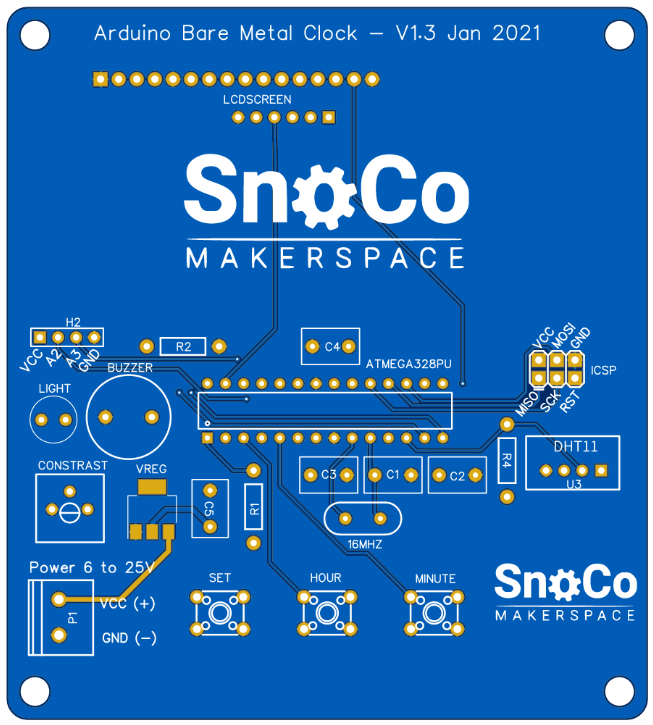 Arduino Bare Metal Clock – V1.3 Jan 2021
LCDSCREEN
SnoCo
MAKERSPACE
H2
VCC
A2
A3
GND
R2
C4
ATMEGA328PU
VCC
MOSI
GND
ICSP
MISO
SCK
RST
BUZZER
LIGHT
CONSTRAST
VREG
C5
R1
C3
C1
C2
R4
DHT11
U3
16MHZ
Power 6 to 25V
VCC (+)
P1
GND (–)
SET
HOUR
MINUTE
SnoCo
MAKERSPACE